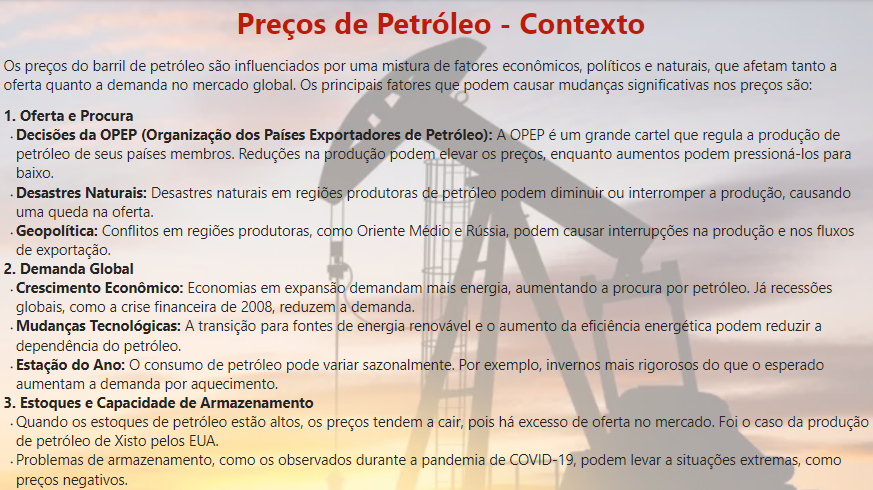 Preços de Petróleo - Contexto
Os preços do barril de petróleo são influenciados por uma mistura de fatores econômicos, políticos e naturais, que afetam tanto a
oferta quanto a demanda no mercado global. Os principais fatores que podem causar mudanças significativas nos preços são:
1. Oferta e Procura
· Decisões da OPEP (Organização dos Países Exportadores de Petróleo): A OPEP é um grande cartel que regula a produção de
petróleo de seus países membros. Reduções na produção podem elevar os preços, enquanto aumentos podem pressioná-los para
baixo.
· Desastres Naturais: Desastres naturais em regiões produtoras de petróleo podem diminuir ou interromper a produção, causando
uma queda na oferta.
· Geopolítica: Conflitos em regiões produtoras, como Oriente Médio e Rússia, podem causar interrupções na produção e nos fluxos
de exportação.
2. Demanda Global
· Crescimento Econômico: Economias em expansão demandam mais energia, aumentando a procura por petróleo. Já recessões
globais, como a crise financeira de 2008, reduzem a demanda.
· Mudanças Tecnológicas: A transição para fontes de energia renovável e o aumento da eficiência energética podem reduzir a
dependência do petróleo.
· Estação do Ano: O consumo de petróleo pode variar sazonalmente. Por exemplo, invernos mais rigorosos do que o esperado
aumentam a demanda por aquecimento.
3. Estoques e Capacidade de Armazenamento
· Quando os estoques de petróleo estão altos, os preços tendem a cair, pois há excesso de oferta no mercado. Foi o caso da produção
de petróleo de Xisto pelos EUA.
· Problemas de armazenamento, como os observados durante a pandemia de COVID-19, podem levar a situações extremas, como
preços negativos.